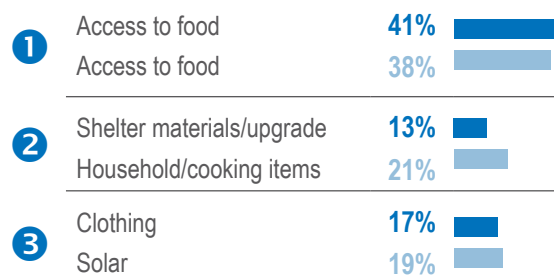 1
Access to food 41%
Access to food 38%
2
Shelter materials/upgrade 13%
Household/cooking items 21%
3
Clothing 17%
Solar 19%